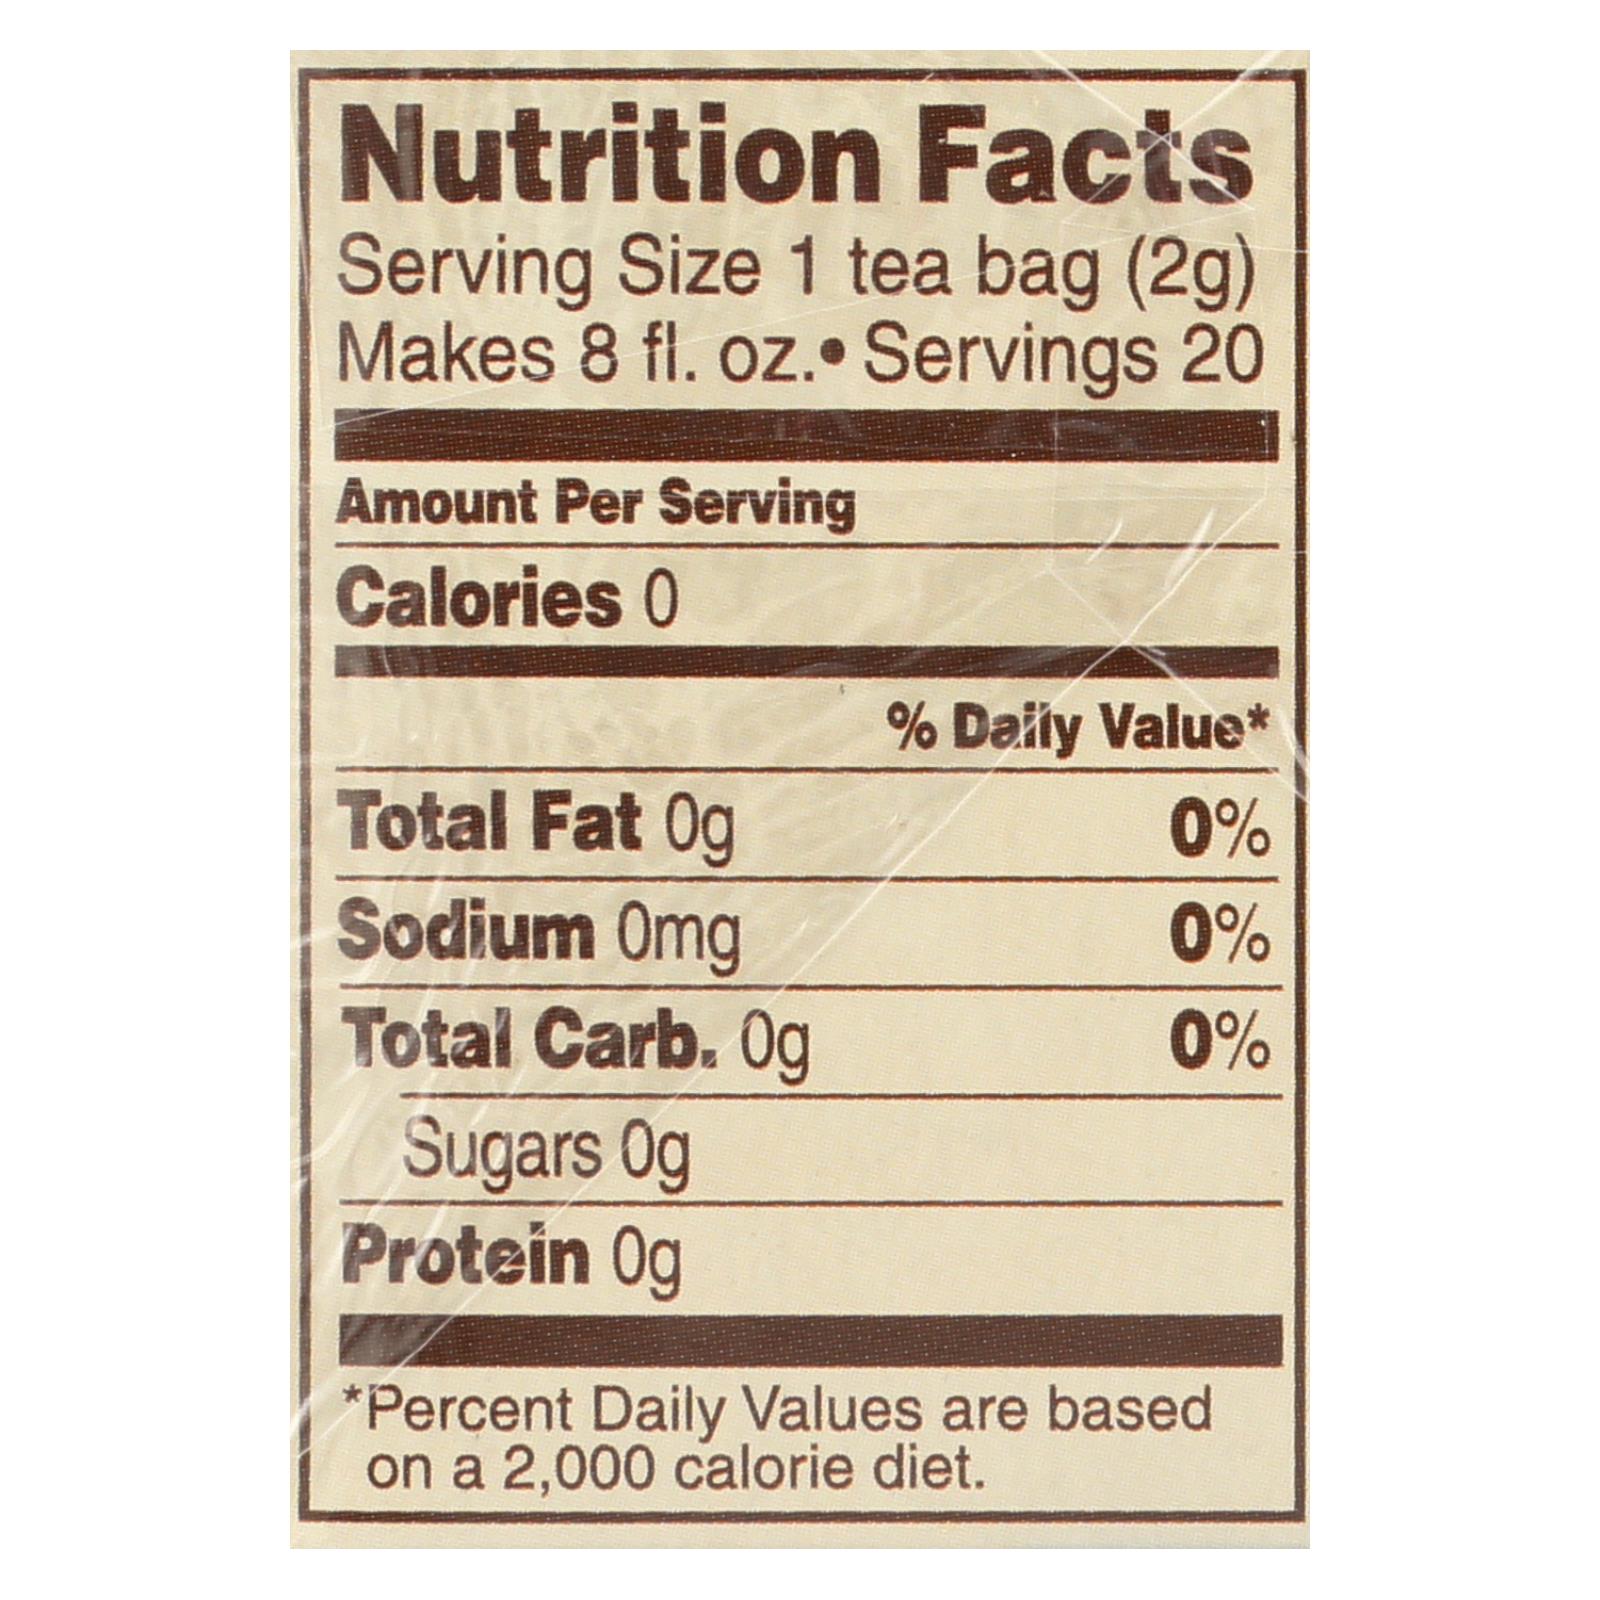 Nutrition Facts
Serving Size 1 tea bag (2g)
Makes 8 fl. oz.• Servings 20
Amount Per Serving
Calories 0
% Daily Value*
Total Fat 0g 0%
Sodium 0mg 0%
Total Carb. 0g 0%
Sugars 0g
Protein 0g
*Percent Daily Values are based
on a 2,000 calorie diet.